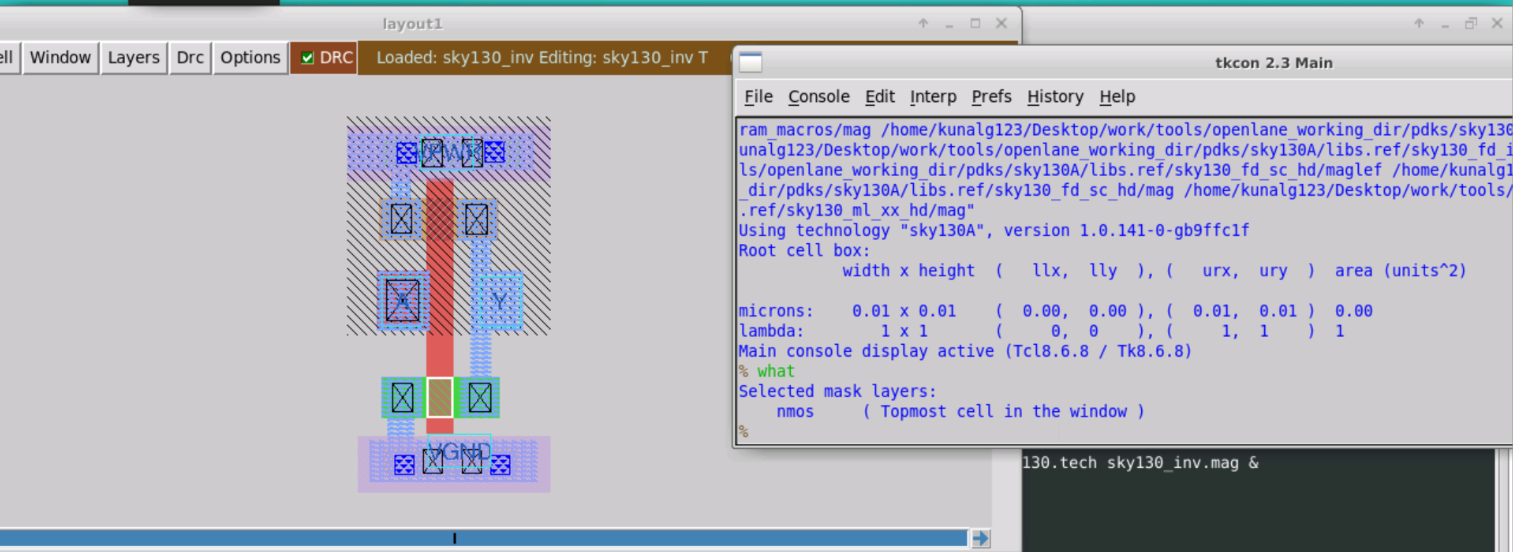 layout1
ell Window Layers Drc Options DRC Loaded: sky130_inv Editing: sky130_inv T
VPWR
A
Y
VGND
tkcon 2.3 Main
File Console Edit Interp Prefs History Help
ram_macros/mag /home/kunalg123/Desktop/work/tools/openlane_working_dir/pdks/sky130
unalg123/Desktop/work/tools/openlane_working_dir/pdks/sky130A/libs.ref/sky130_fd_i
ls/openlane_working_dir/pdks/sky130A/libs.ref/sky130_fd_sc_hd/maglef /home/kunalg1
_dir/pdks/sky130A/libs.ref/sky130_fd_sc_hd/mag /home/kunalg123/Desktop/work/tools/
.ref/sky130_ml_xx_hd/mag"
Using technology "sky130A", version 1.0.141-0-gb9ffc1f
Root cell box:
width x height ( llx, lly ), ( urx, ury ) area (units^2)
microns: 0.01 x 0.01 ( 0.00, 0.00 ), ( 0.01, 0.01 ) 0.00
lambda: 1 x 1 ( 0, 0 ), ( 1, 1 ) 1
Main console display active (Tcl8.6.8 / Tk8.6.8)
% what
Selected mask layers:
nmos ( Topmost cell in the window )
%
130.tech sky130_inv.mag &